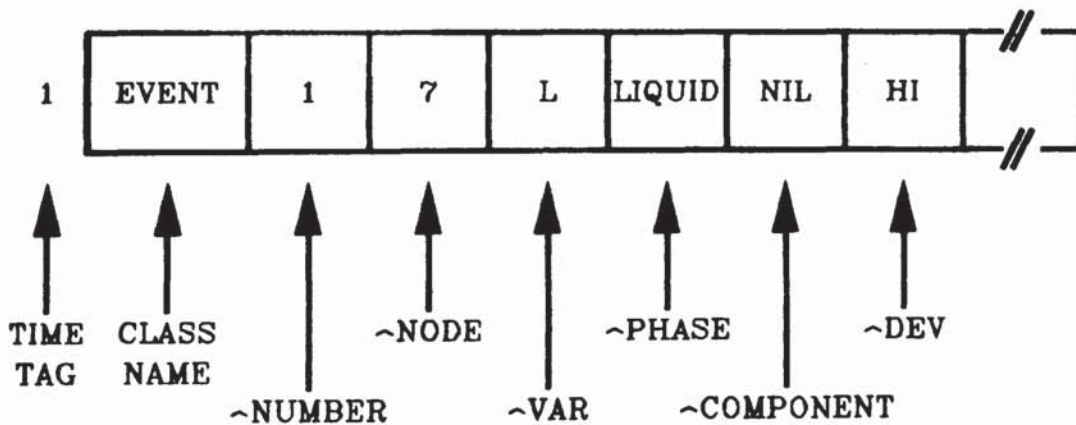 1 EVENT 1 7 L LIQUID NIL HI
TIME TAG
CLASS NAME
~NUMBER
~NODE
~VAR
~PHASE
~COMPONENT
~DEV